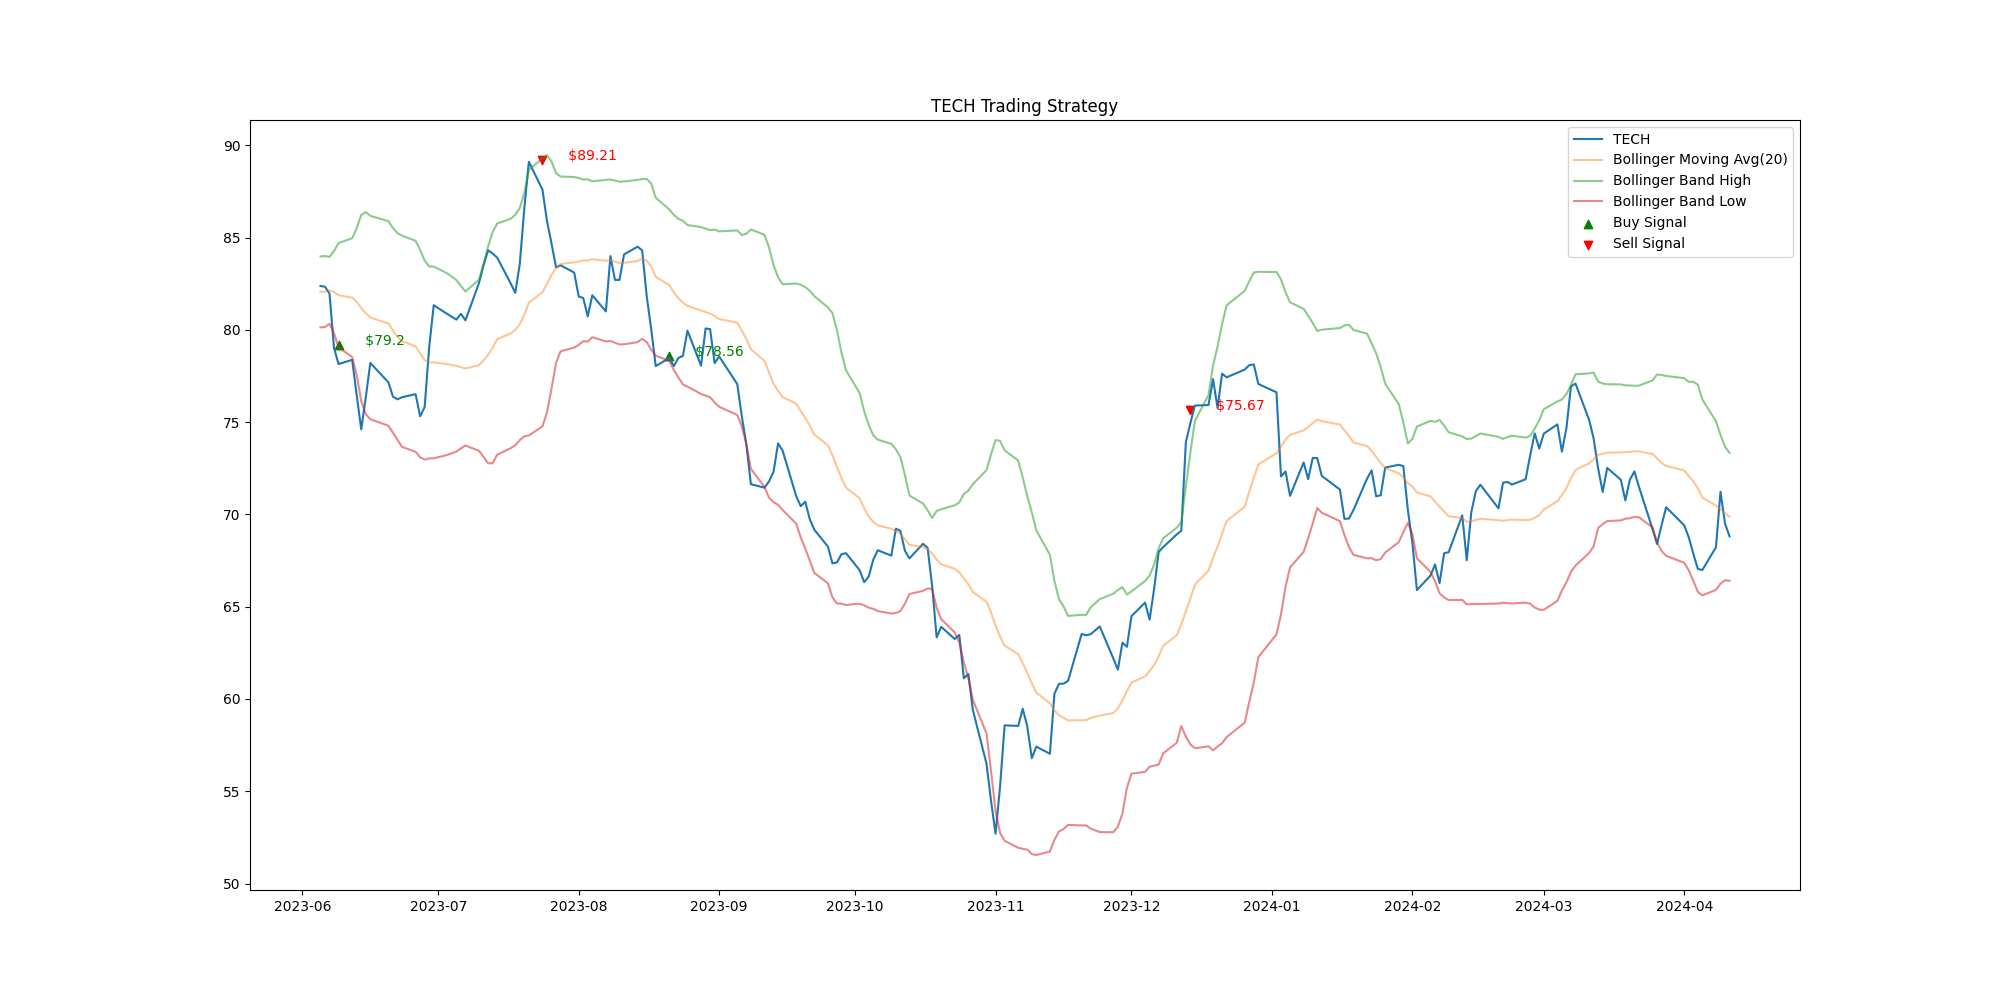 TECH Trading Strategy
TECH
Bollinger Moving Avg(20)
Bollinger Band High
Bollinger Band Low
Buy Signal
Sell Signal
90
85
80
75
70
65
60
55
50
$89.21
$79.2
$78.56
$75.67
2023-06 2023-07 2023-08 2023-09 2023-10 2023-11 2023-12 2024-01 2024-02 2024-03 2024-04